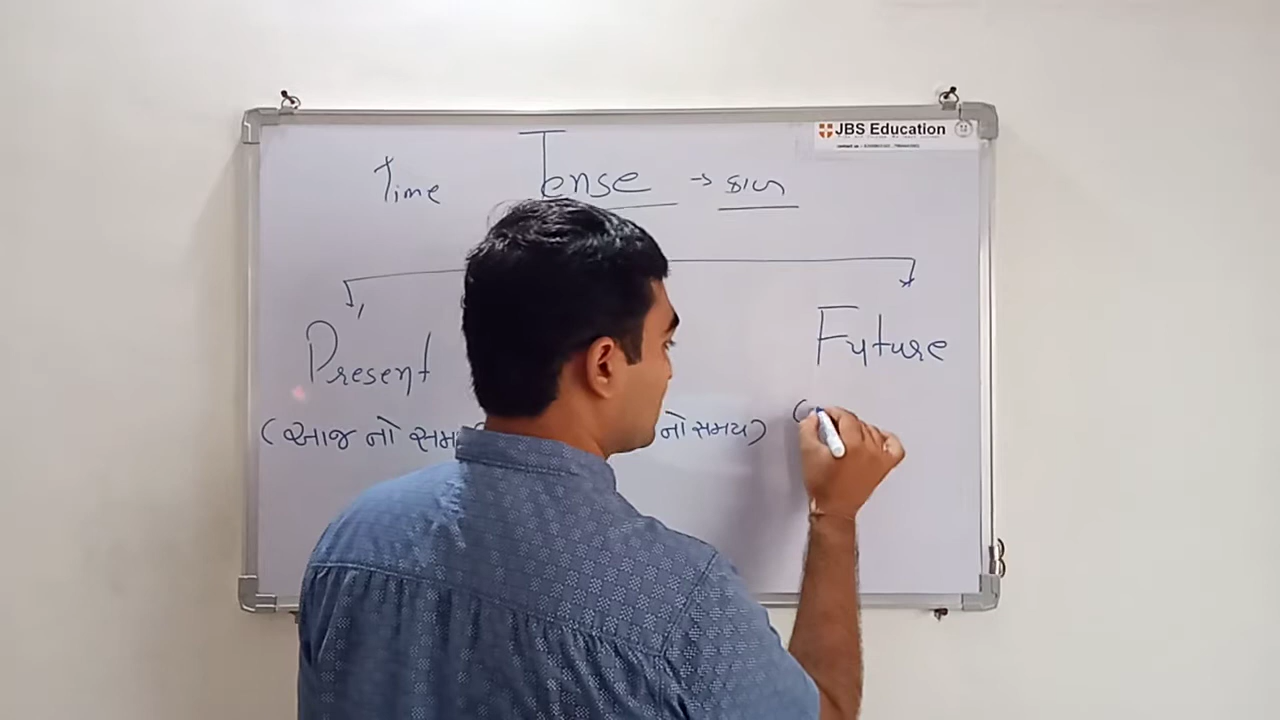 JBS Education
Time Tense → કાળ
Present Future
(આજ નો સમ નો સમય) (